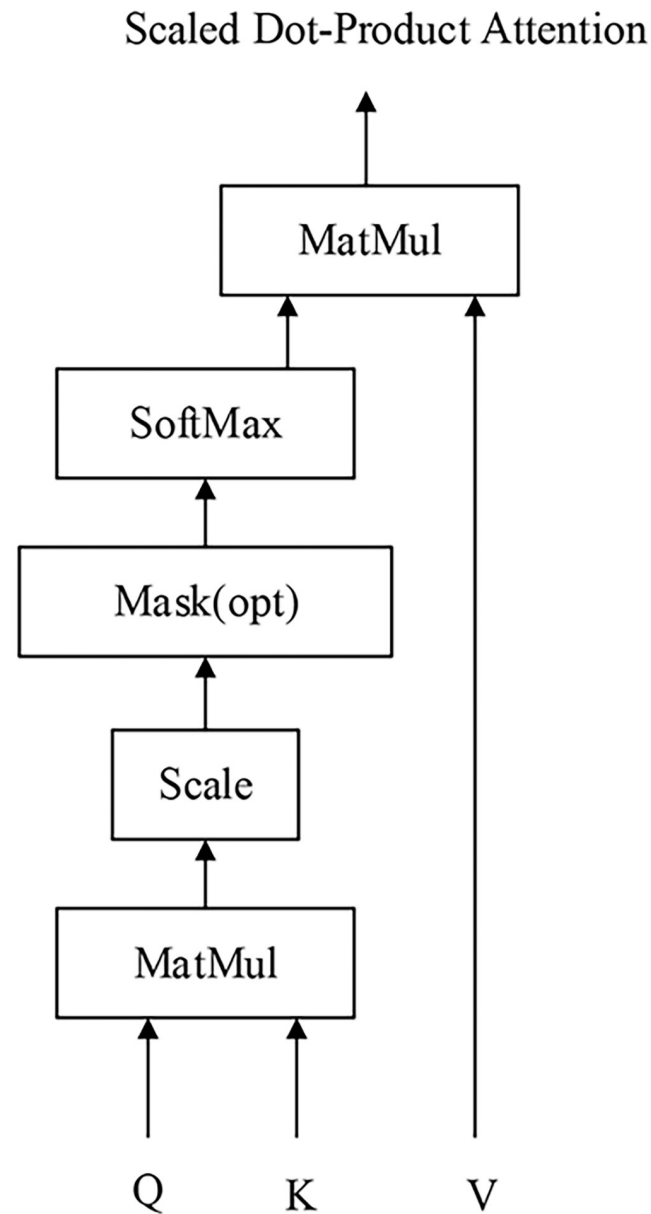 Scaled Dot-Product Attention
MatMul
SoftMax
Mask(opt)
Scale
MatMul
Q K V